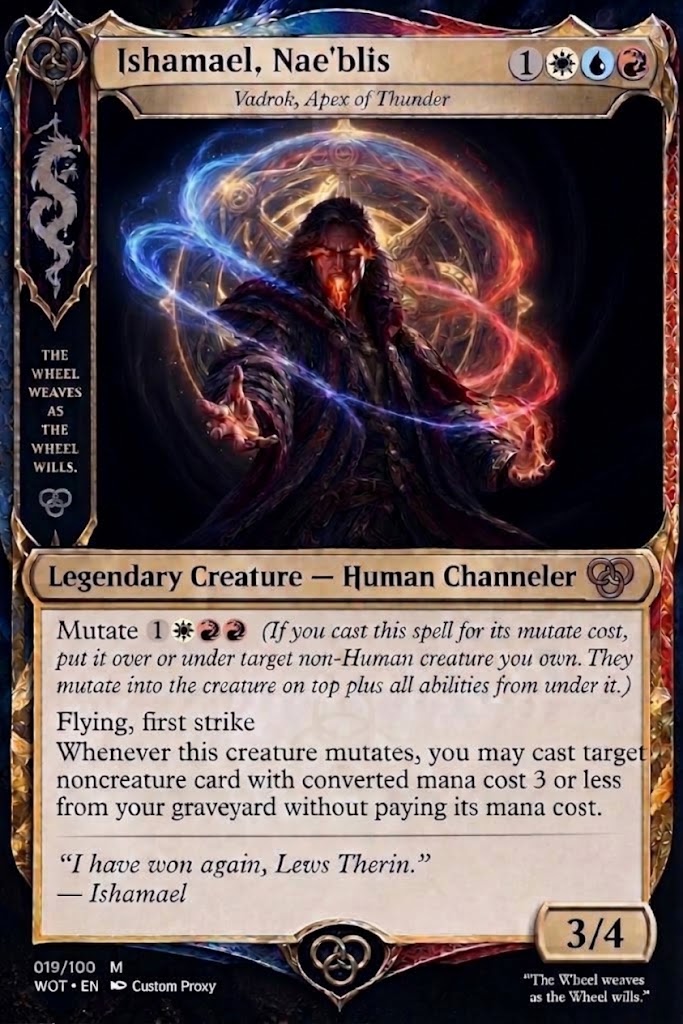 Ishamael, Nae'blis 1
Vadrok, Apex of Thunder
THE
WHEEL
WEAVES
AS
THE
WHEEL
WILLS.
Legendary Creature — Human Channeler
Mutate 1 (If you cast this spell for its mutate cost,
put it over or under target non-Human creature you own. They
mutate into the creature on top plus all abilities from under it.)
Flying, first strike
Whenever this creature mutates, you may cast target
noncreature card with converted mana cost 3 or less
from your graveyard without paying its mana cost.
“I have won again, Lews Therin.”
— Ishamael
3/4
019/100 M
WOT • EN Custom Proxy
“The Wheel weaves
as the Wheel wills.”